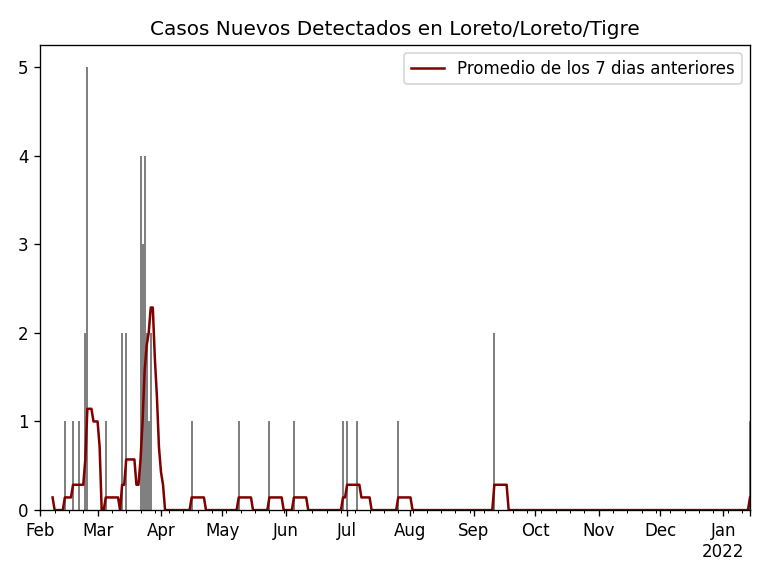 Casos Nuevos Detectados en Loreto/Loreto/Tigre
Promedio de los 7 dias anteriores
5
4
3
2
1
0
Feb Mar Apr May Jun Jul Aug Sep Oct Nov Dec Jan
2022